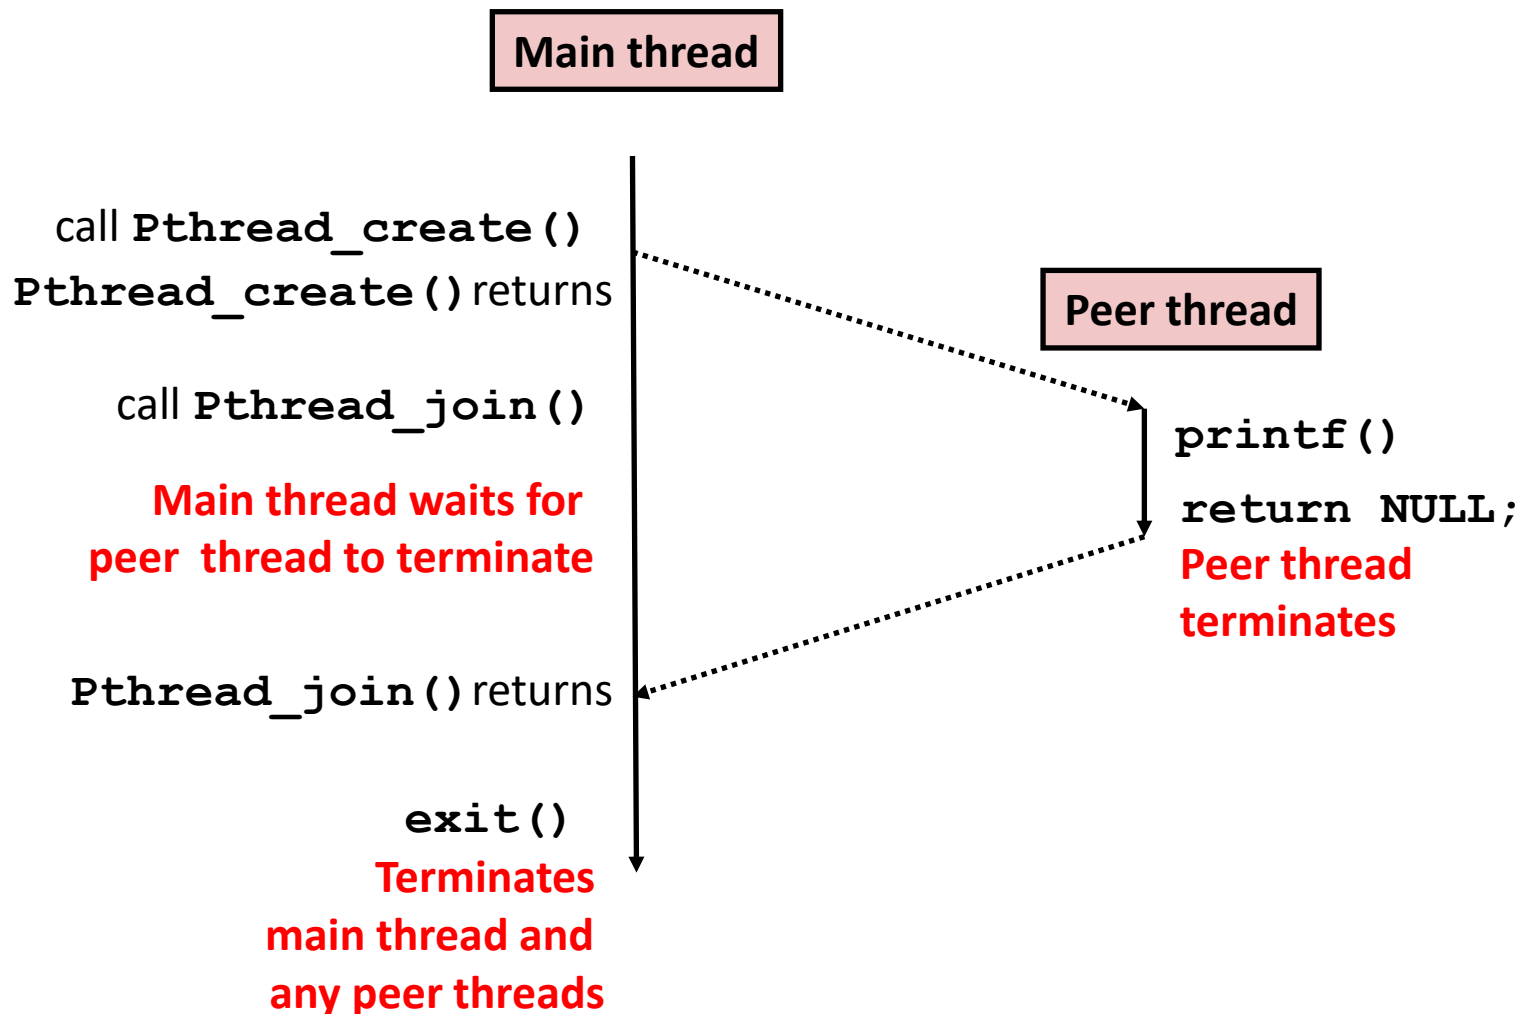 Main thread
call Pthread_create()
Pthread_create() returns
Peer thread
call Pthread_join()
printf()
Main thread waits for
peer thread to terminate
return NULL;
Peer thread
terminates
Pthread_join() returns
exit()
Terminates
main thread and
any peer threads